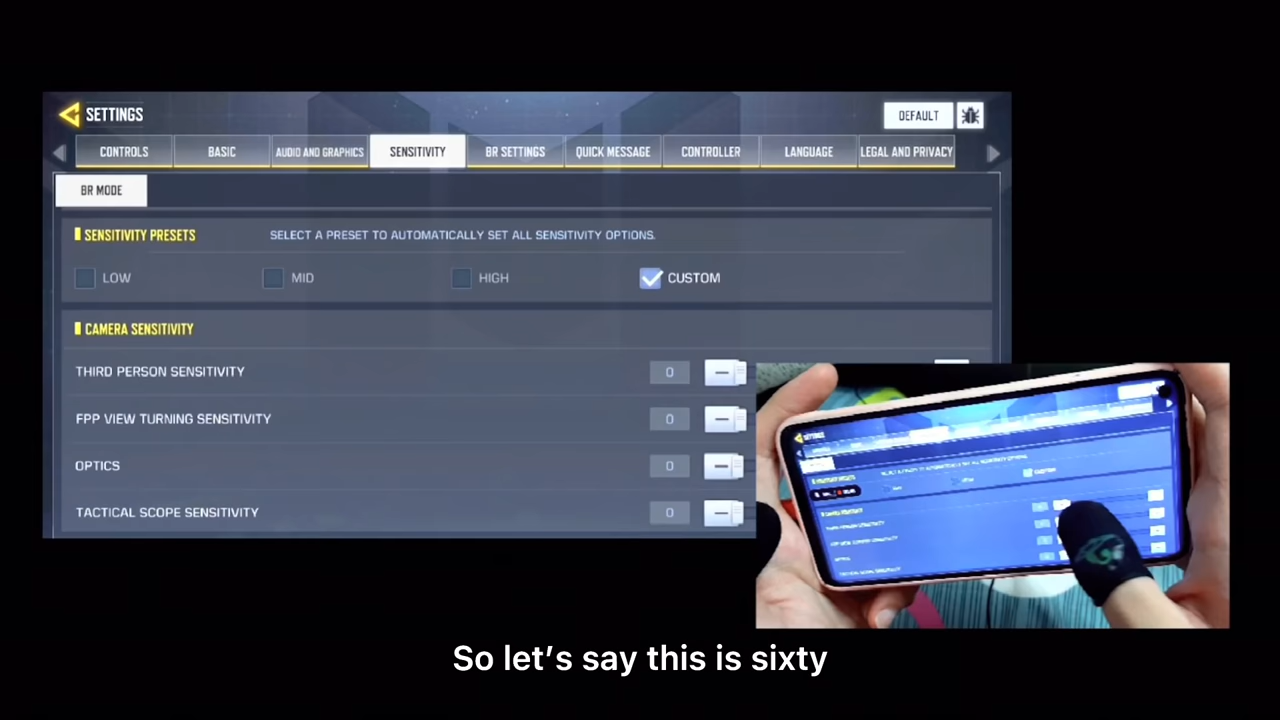 SETTINGS
DEFAULT
CONTROLS BASIC AUDIO AND GRAPHICS SENSITIVITY BR SETTINGS QUICK MESSAGE CONTROLLER LANGUAGE LEGAL AND PRIVACY
BR MODE
SENSITIVITY PRESETS SELECT A PRESET TO AUTOMATICALLY SET ALL SENSITIVITY OPTIONS.
LOW MID HIGH CUSTOM
CAMERA SENSITIVITY
THIRD PERSON SENSITIVITY 0
FPP VIEW TURNING SENSITIVITY 0
OPTICS 0
TACTICAL SCOPE SENSITIVITY 0
SETTINGS
So let's say this is sixty